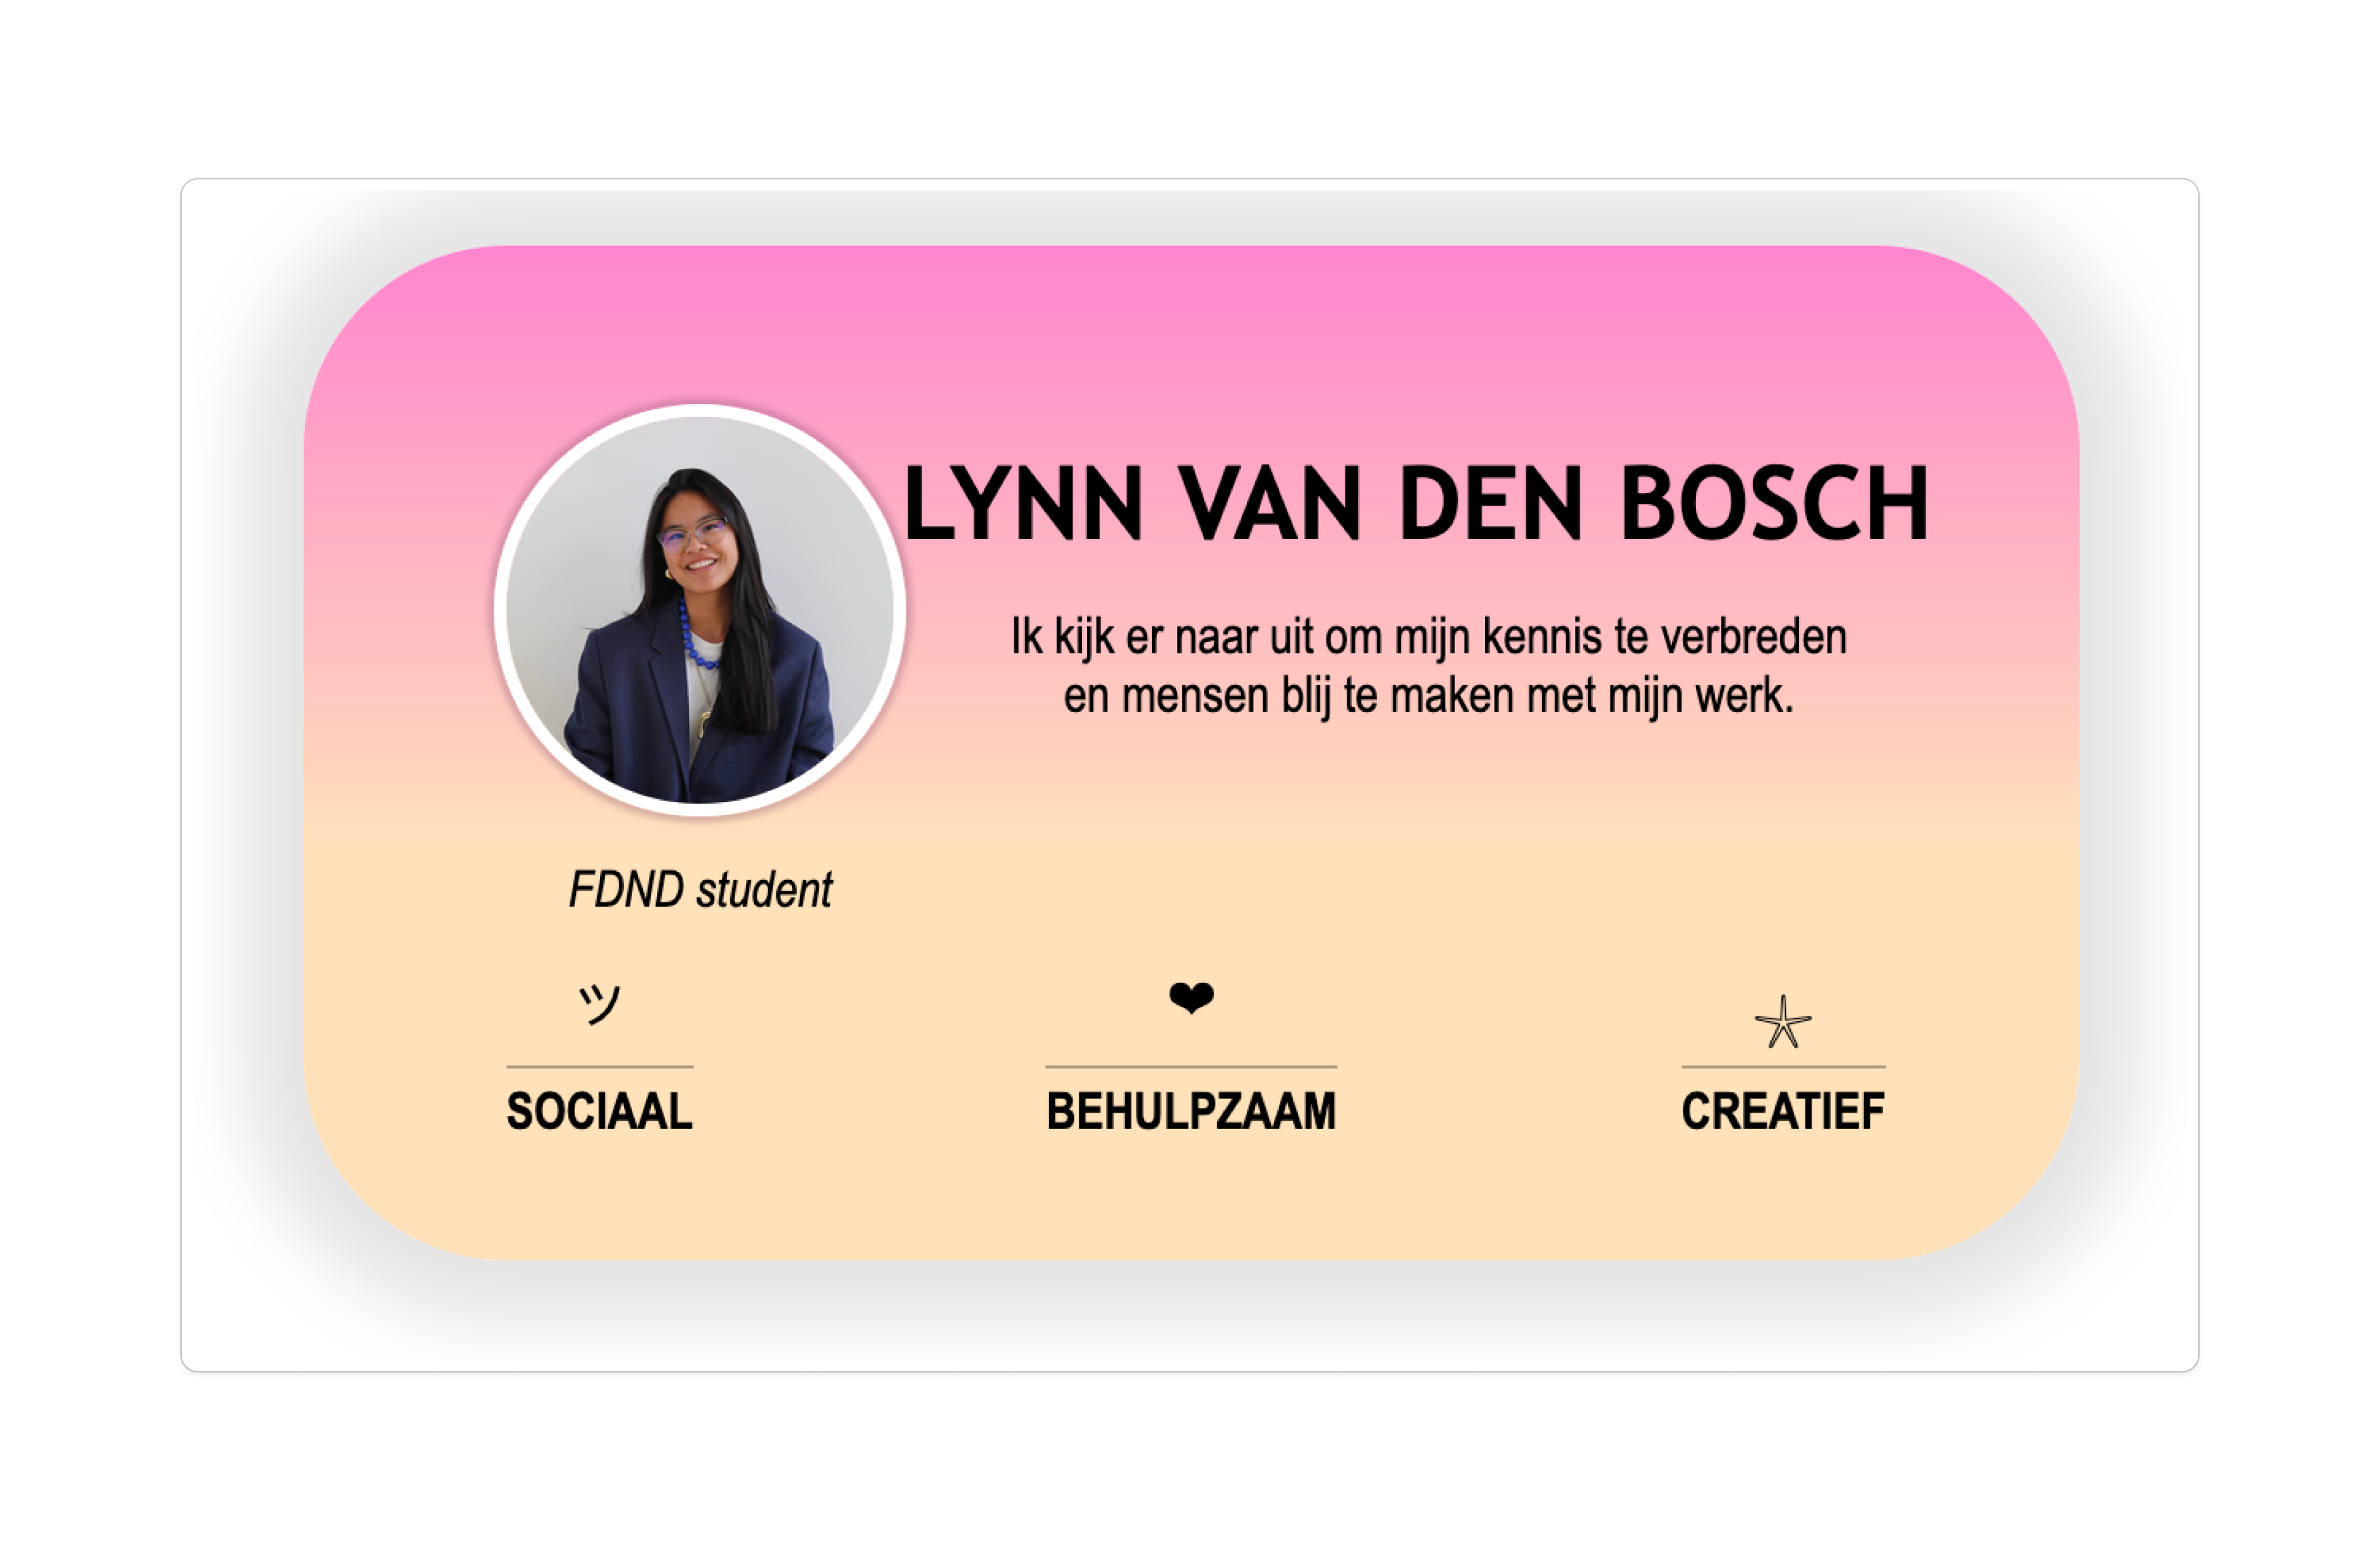 LYNN VAN DEN BOSCH
Ik kijk er naar uit om mijn kennis te verbreden
en mensen blij te maken met mijn werk.
FDND student
ツ ❤
SOCIAAL BEHULPZAAM CREATIEF